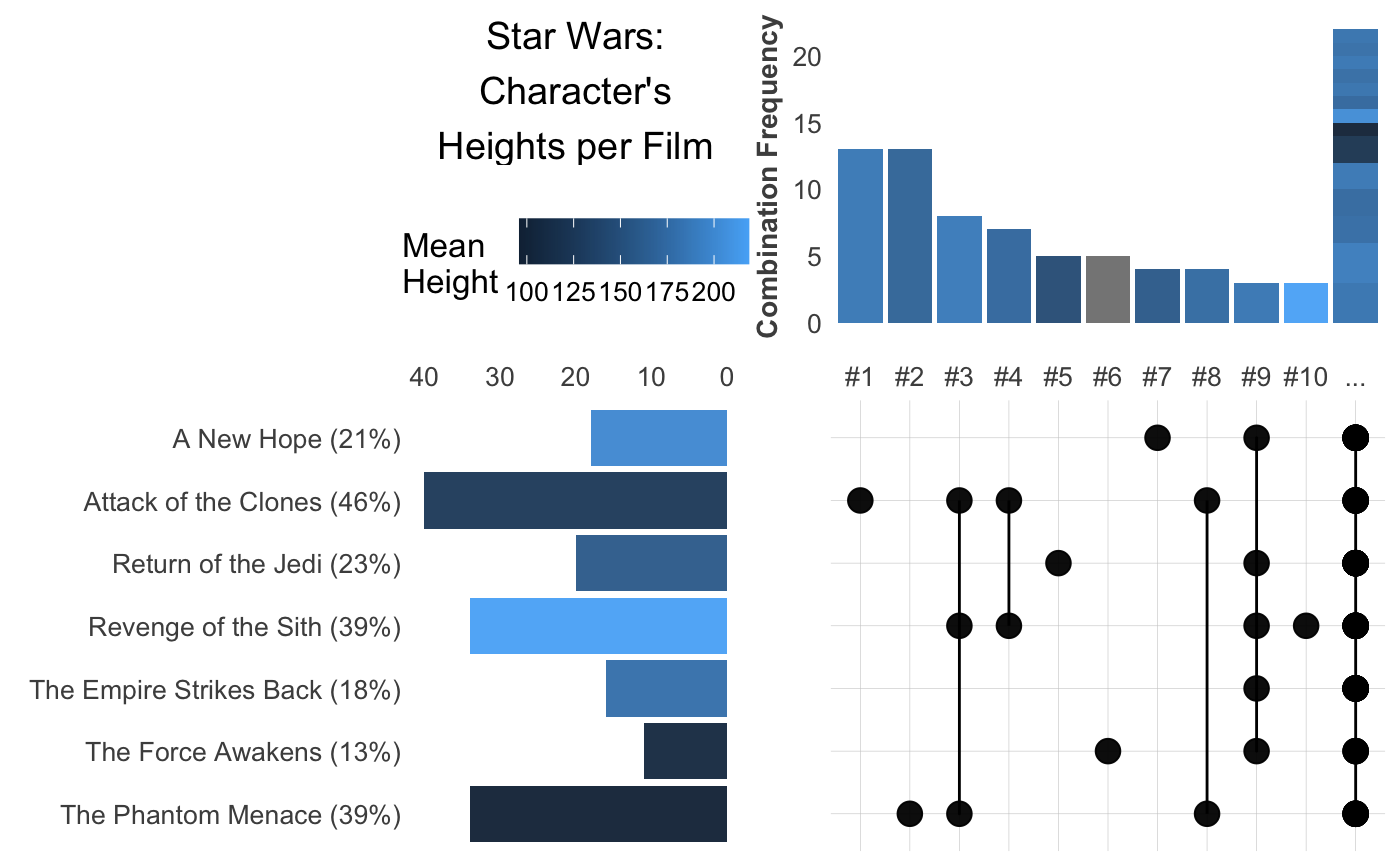 Star Wars:
Character's
Heights per Film
Mean
Height
100 125 150 175 200
Combination Frequency
20
15
10
5
0
40 30 20 10 0
#1 #2 #3 #4 #5 #6 #7 #8 #9 #10 ...
A New Hope (21%)
Attack of the Clones (46%)
Return of the Jedi (23%)
Revenge of the Sith (39%)
The Empire Strikes Back (18%)
The Force Awakens (13%)
The Phantom Menace (39%)